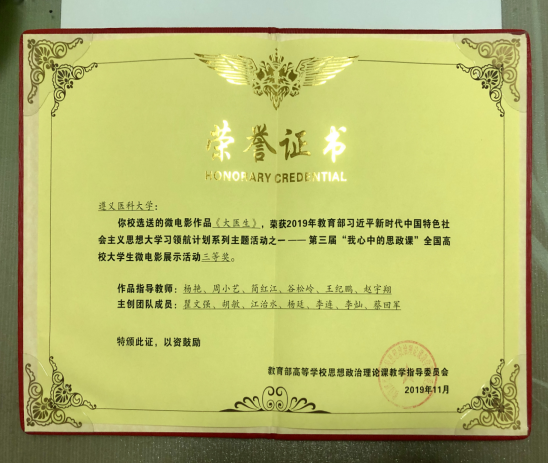 荣誉证书
HONORARY CREDENTIAL
遵义医科大学：
你校选送的微电影作品《大医生》，荣获2019年教育部习近平新时代中国特色社
会主义思想大学习领航计划系列主题活动之一——第三届“我心中的思政课”全国高
校大学生微电影展示活动三等奖。
作品指导教师：杨艳、周小艺、简红江、谷松岭、王纪鹏、赵宇翔
主创团队成员：瞿文强、胡敏、江治水、杨廷、李连、李灿、蔡回军
特颁此证，以资鼓励
教育部高等学校思想政治理论课教学指导委员会
2019年11月